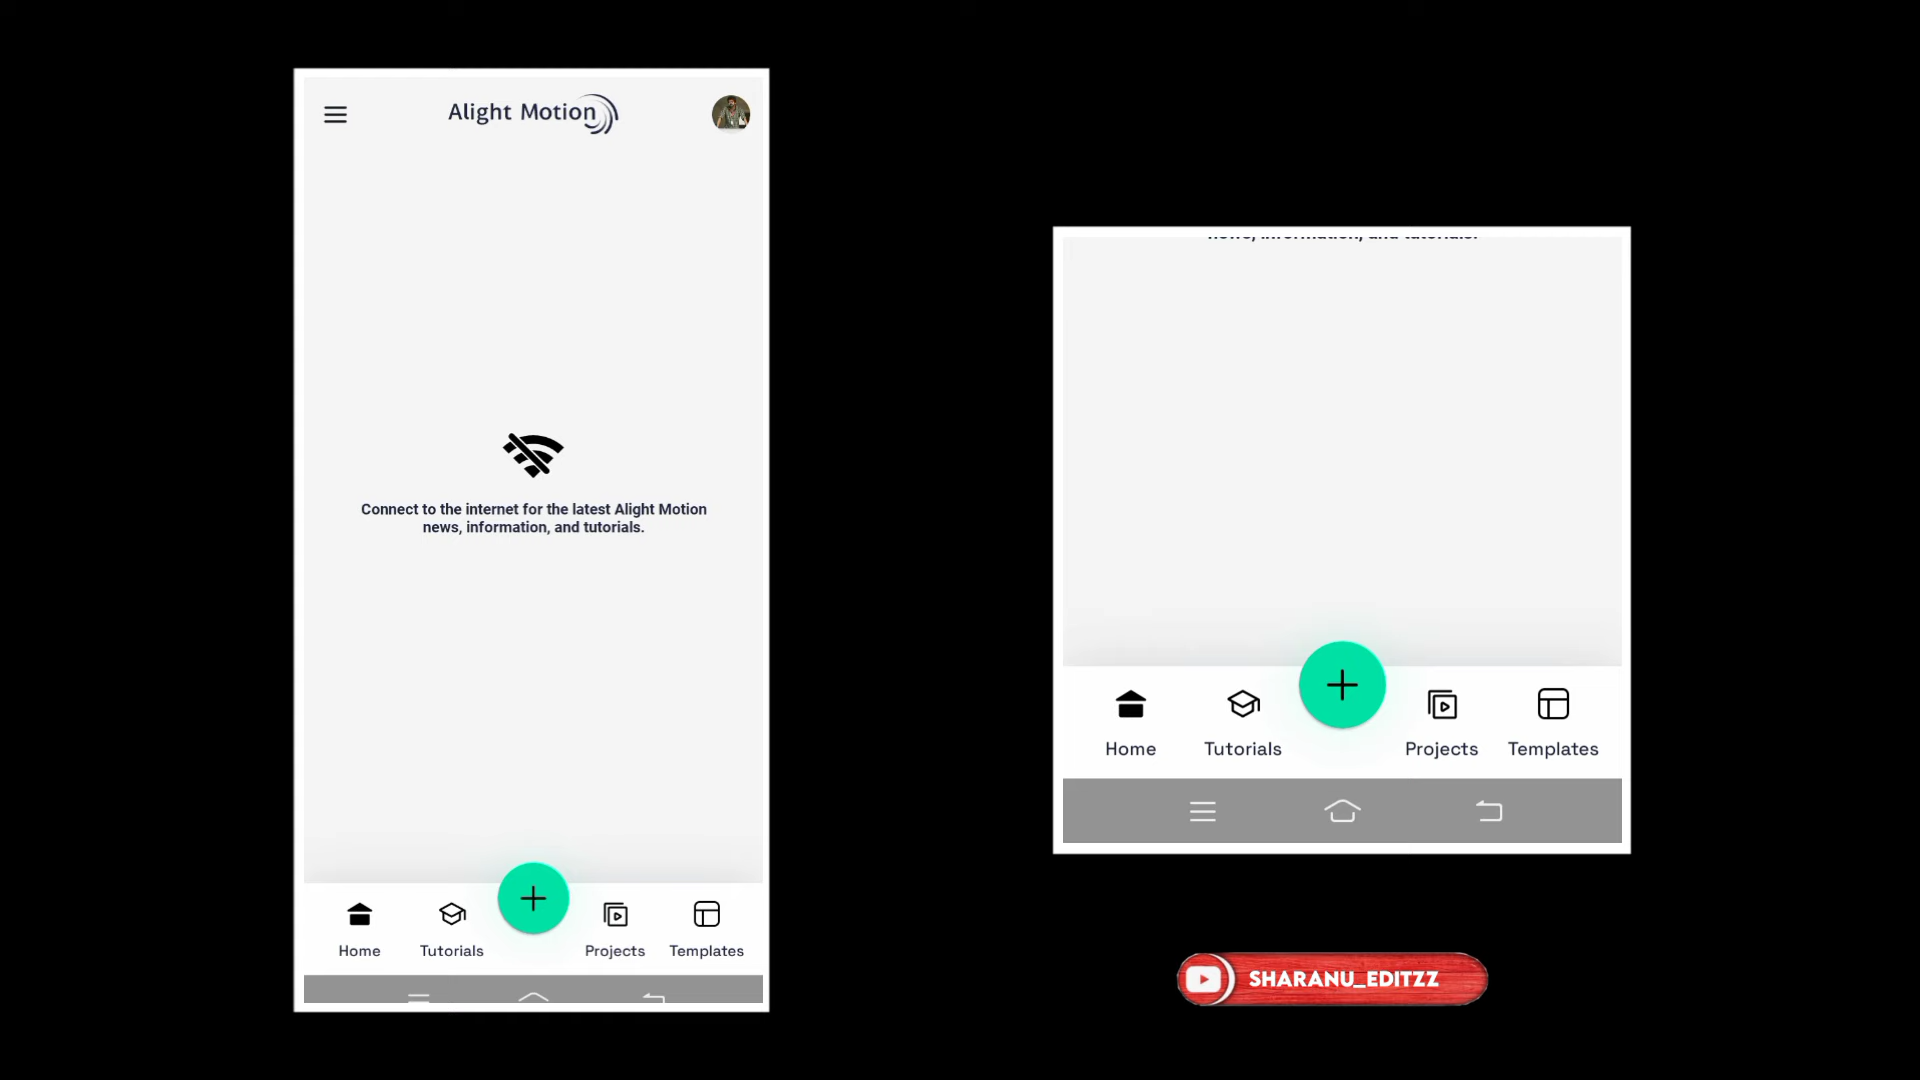 Alight Motion
Connect to the internet for the latest Alight Motion
news, information, and tutorials.
Home
Tutorials
Projects
Templates
news, information, and tutorials.
Home
Tutorials
Projects
Templates
SHARANU_EDITZZ